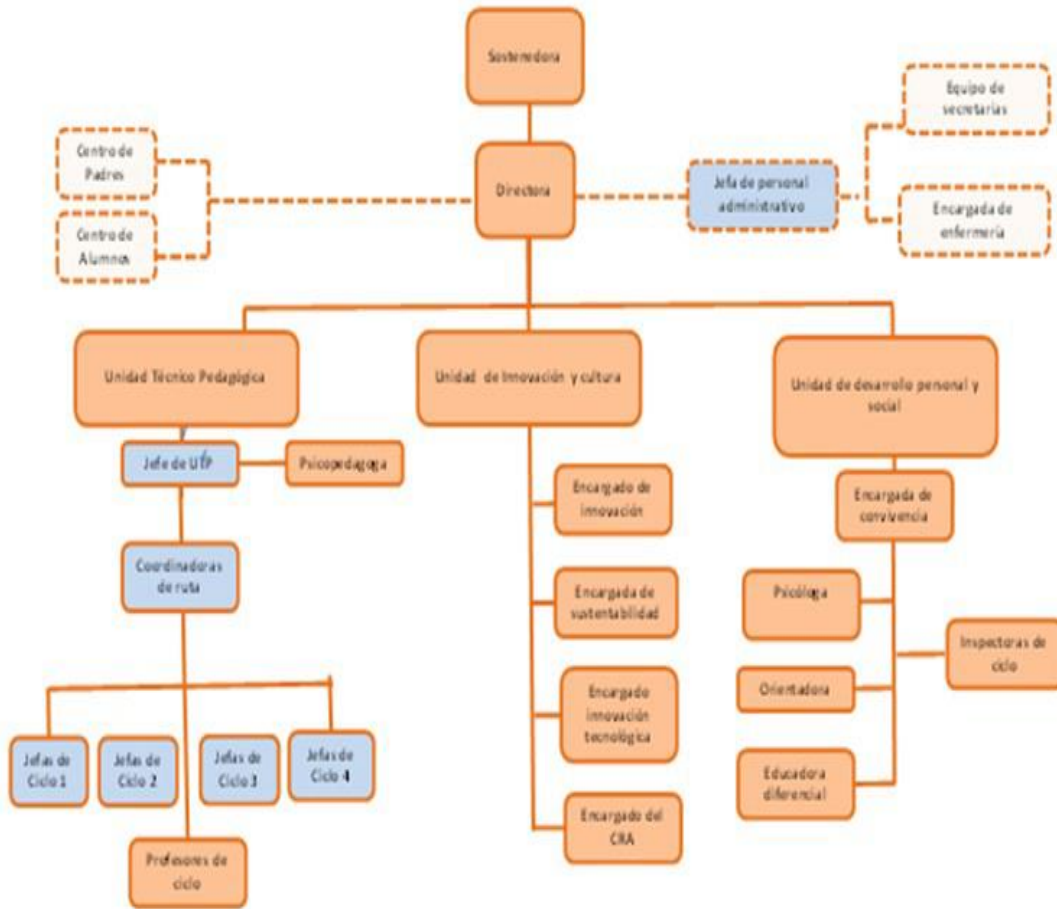 Sostenedora
Equipo de
secretarías
Centro de
Padres
Directora
Jefa de personal
administrativo
Centro de
Alumnos
Encargada de
enfermería
Unidad Técnico Pedagógica
Unidad de Innovación y cultura
Unidad de desarrollo personal y
social
Jefe de UTP
Psicopedagoga
Encargado de
innovación
Encargada de
convivencia
Coordinadoras
de ruta
Encargada de
sustentabilidad
Psicóloga
Inspectoras de
ciclo
Orientadora
Encargado
innovación
tecnológica
Jefas de
Ciclo 1
Jefas de
Ciclo 2
Jefas de
Ciclo 3
Jefas de
Ciclo 4
Educadora
diferencial
Encargado del
CRA
Profesores de
ciclo